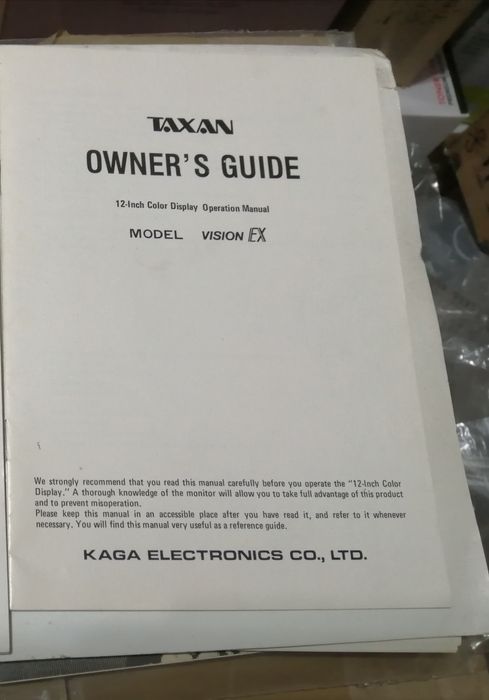 TAXAN
OWNER'S GUIDE
12-Inch Color Display Operation Manual
MODEL VISION EX
We strongly recommend that you read this manual carefully before you operate the "12-Inch Color
Display." A thorough knowledge of the monitor will allow you to take full advantage of this product
and to prevent misoperation.
Please keep this manual in an accessible place after you have read it, and refer to it whenever
necessary. You will find this manual very useful as a reference guide.
KAGA ELECTRONICS CO., LTD.